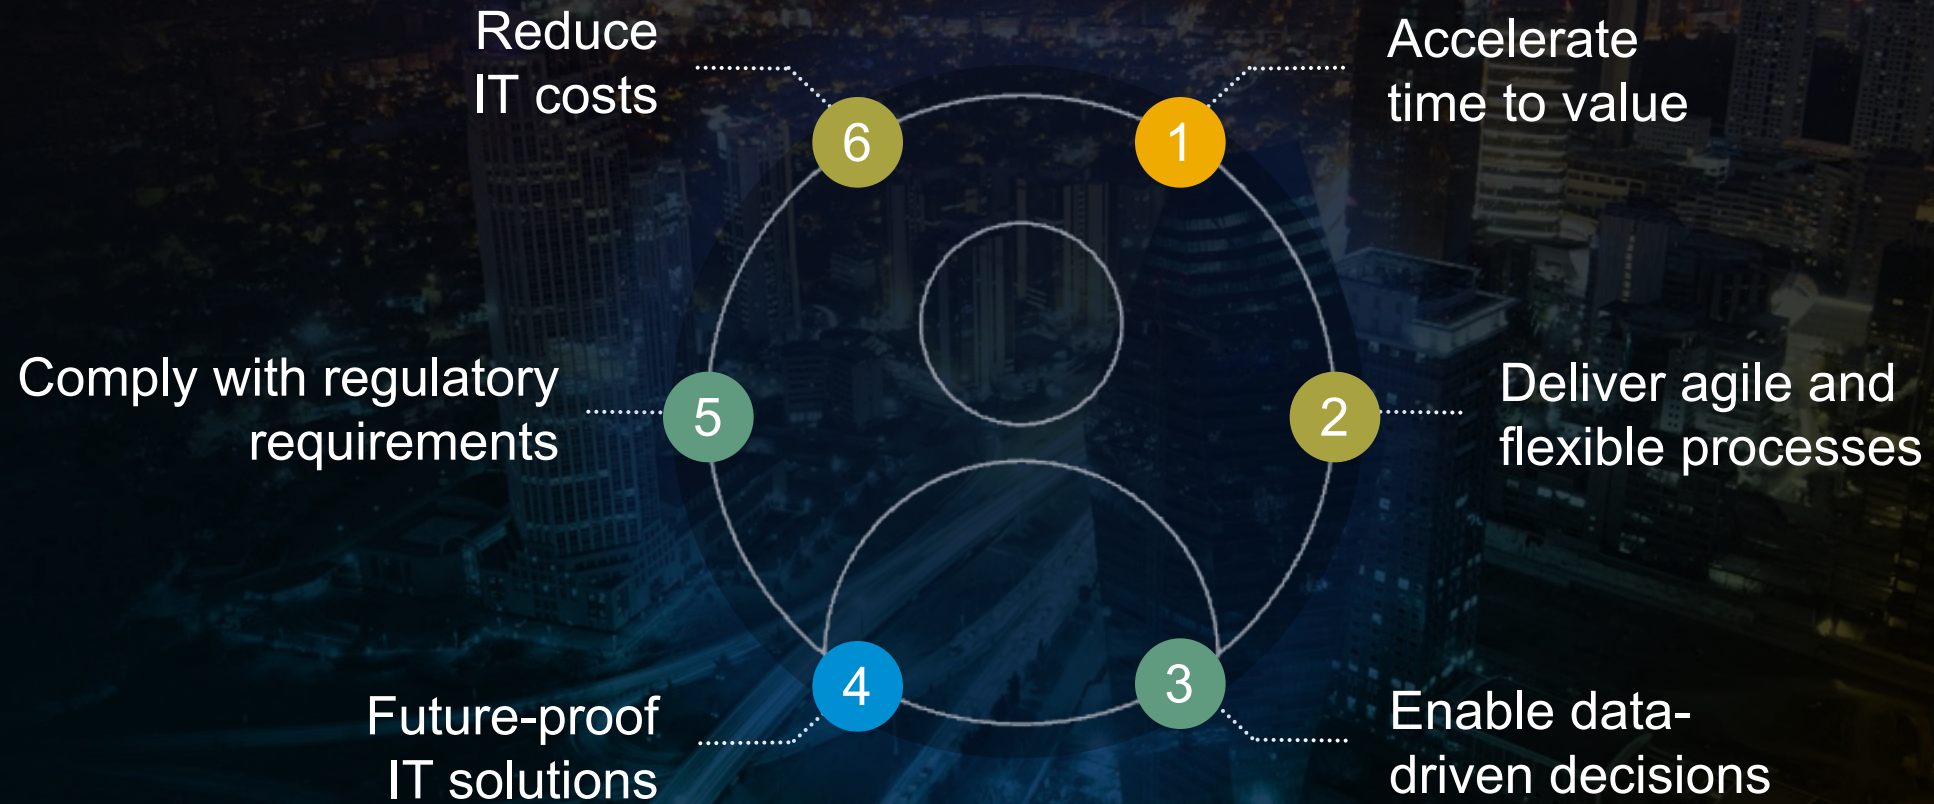 Reduce
IT costs
6
1
Accelerate
time to value
Comply with regulatory
requirements
5
2
Deliver agile and
flexible processes
Future-proof
IT solutions
4
3
Enable data-
driven decisions